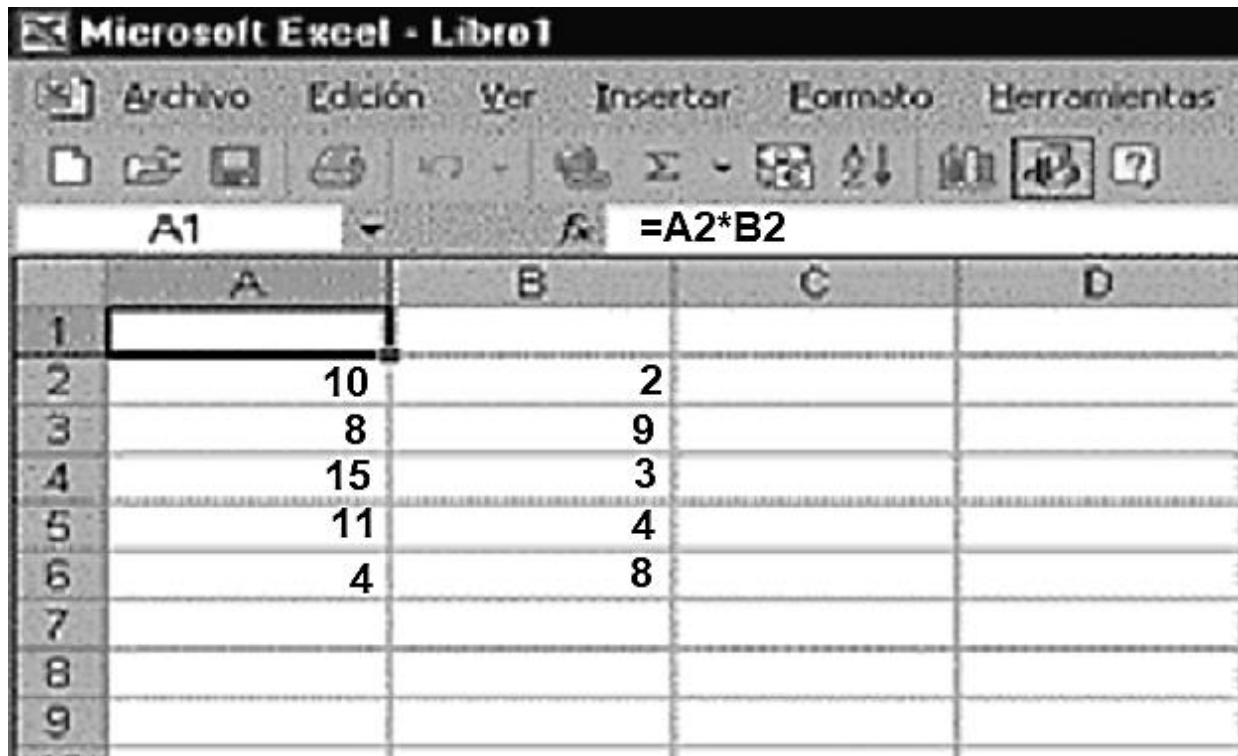 Microsoft Excel - Libro1
Archivo Edición Ver Insertar Formato Herramientas
A1 fx =A2*B2
A B C D
1
2 10 2
3 8 9
4 15 3
5 11 4
6 4 8
7
8
9